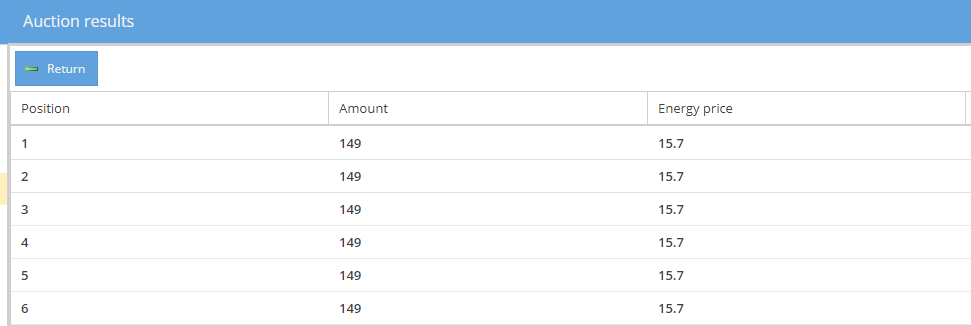 Auction results
Return
Position Amount Energy price
1 149 15.7
2 149 15.7
3 149 15.7
4 149 15.7
5 149 15.7
6 149 15.7